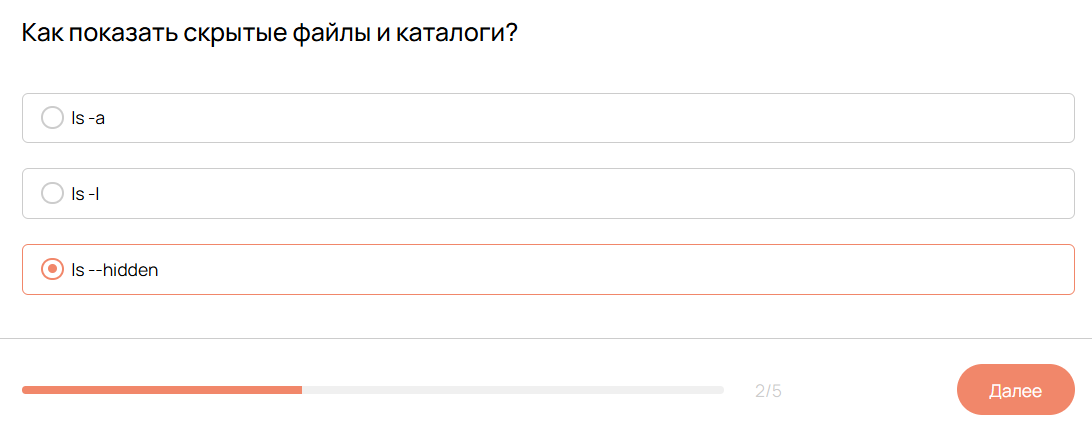 Как показать скрытые файлы и каталоги?
ls -a
ls -l
ls --hidden
2/5
Далее